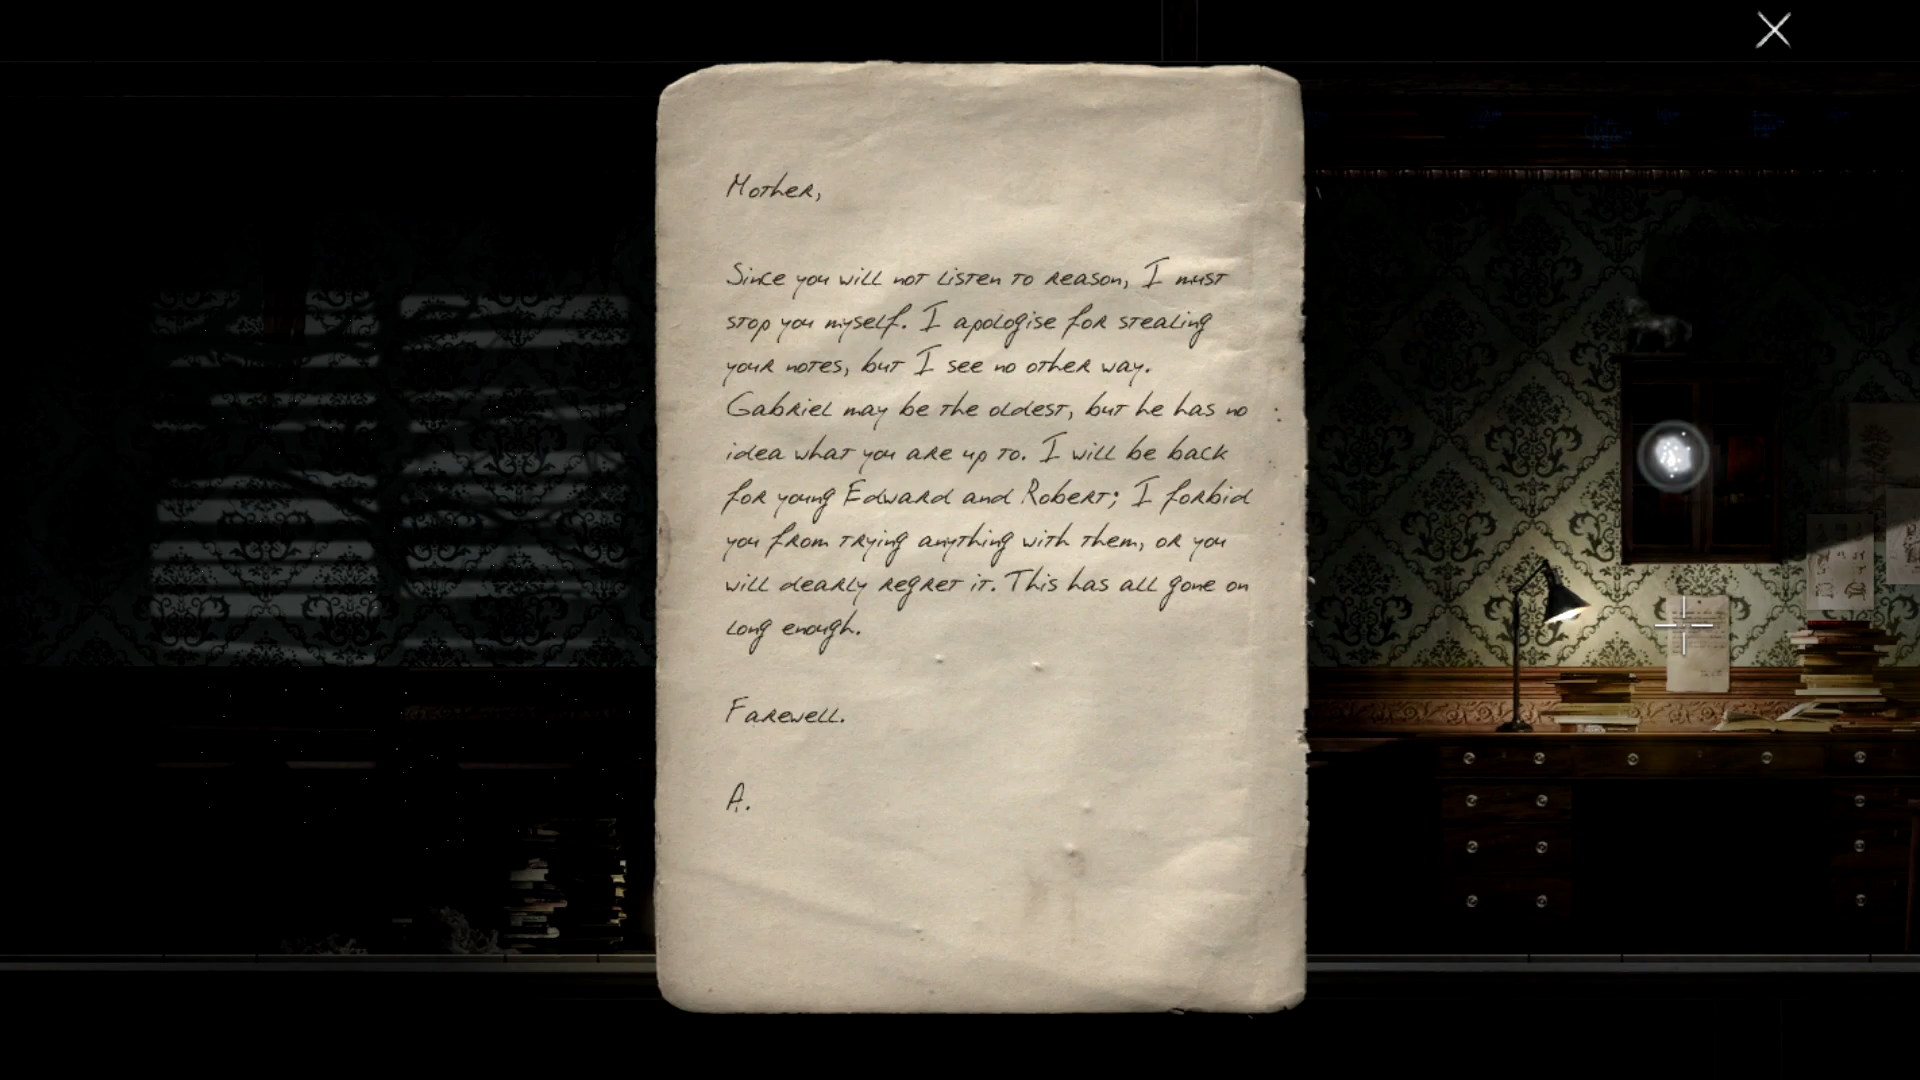 Mother,
Since you will not listen to reason, I must
stop you myself. I apologise for stealing
your notes, but I see no other way.
Gabriel may be the oldest, but he has no
idea what you are up to. I will be back
for young Edward and Robert; I forbid
you from trying anything with them, or you
will dearly regret it. This has all gone on
long enough.
Farewell.
A.